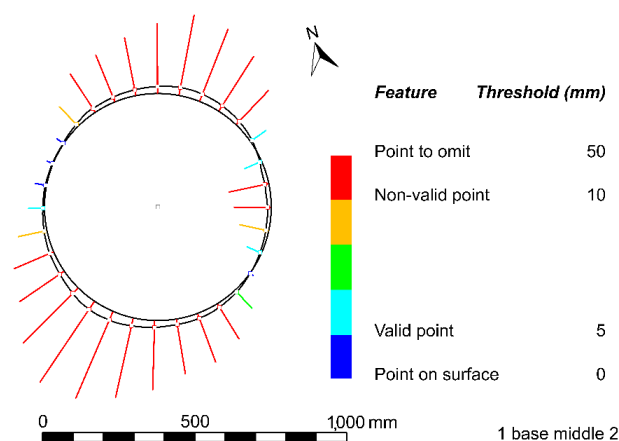 N
Feature Threshold (mm)
Point to omit 50
Non-valid point 10
Valid point 5
Point on surface 0
0 500 1,000 mm
1 base middle 2